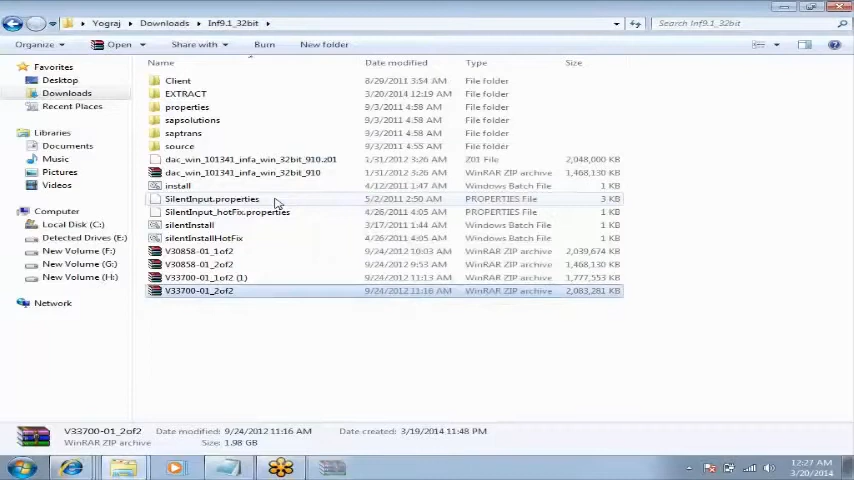 Yograj ▸ Downloads ▸ Inf9.1_32bit ▸
Search Inf9.1_32bit
Organize Open Share with Burn New folder
Favorites
Desktop
Downloads
Recent Places
Libraries
Documents
Music
Pictures
Videos
Computer
Local Disk (C:)
Detected Drives (E:)
New Volume (F:)
New Volume (G:)
New Volume (H:)
Network
Name Date modified Type Size
Client 8/29/2011 3:54 AM File folder
EXTRACT 3/20/2014 12:19 AM File folder
properties 9/3/2011 4:58 AM File folder
sapsolutions 9/3/2011 4:58 AM File folder
saptrans 9/3/2011 4:58 AM File folder
source 9/3/2011 4:58 AM File folder
dac_win_101341_infa_win_32bit_910.z01 1/31/2012 3:26 AM Z01 File 2,048,000 KB
dac_win_101341_infa_win_32bit_910 1/31/2012 3:26 AM WinRAR ZIP archive 1,468,130 KB
install 4/12/2011 1:47 AM Windows Batch File 1 KB
SilentInput.properties 5/2/2011 2:50 AM PROPERTIES File 3 KB
SilentInput_hotFix.properties 4/26/2011 4:05 AM PROPERTIES File 1 KB
silentInstall 3/17/2011 1:44 AM Windows Batch File 1 KB
silentInstallHotFix 4/26/2011 4:05 AM Windows Batch File 1 KB
V30858-01_1of2 9/24/2012 10:03 AM WinRAR ZIP archive 2,039,674 KB
V30858-01_2of2 9/24/2012 9:53 AM WinRAR ZIP archive 1,468,130 KB
V33700-01_1of2 (1) 9/24/2012 11:13 AM WinRAR ZIP archive 1,777,553 KB
V33700-01_2of2 9/24/2012 11:16 AM WinRAR ZIP archive 2,083,281 KB
V33700-01_2of2 Date modified: 9/24/2012 11:16 AM Date created: 3/19/2014 11:48 PM
WinRAR ZIP archive Size: 1.98 GB
12:27 AM
3/20/2014